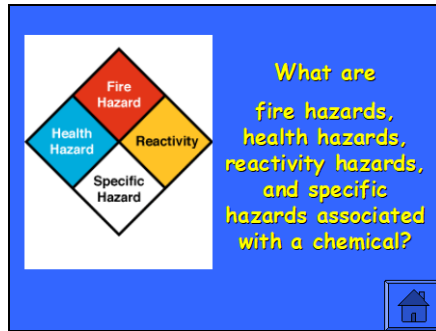 Fire
Hazard
Health
Hazard
Reactivity
Specific
Hazard
What are
fire hazards,
health hazards,
reactivity hazards,
and specific
hazards associated
with a chemical?